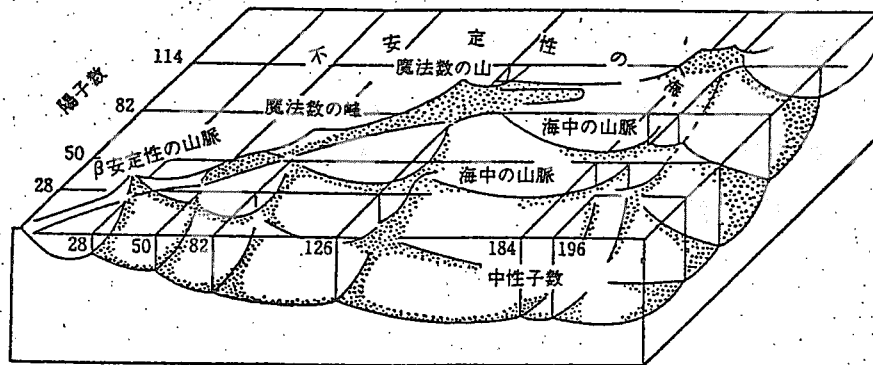 不安定性の海
114
魔法数の山
陽子数
82
魔法数の峰
海中の山脈
50
β安定性の山脈
海中の山脈
28
28 50 82 126 184 196
中性子数